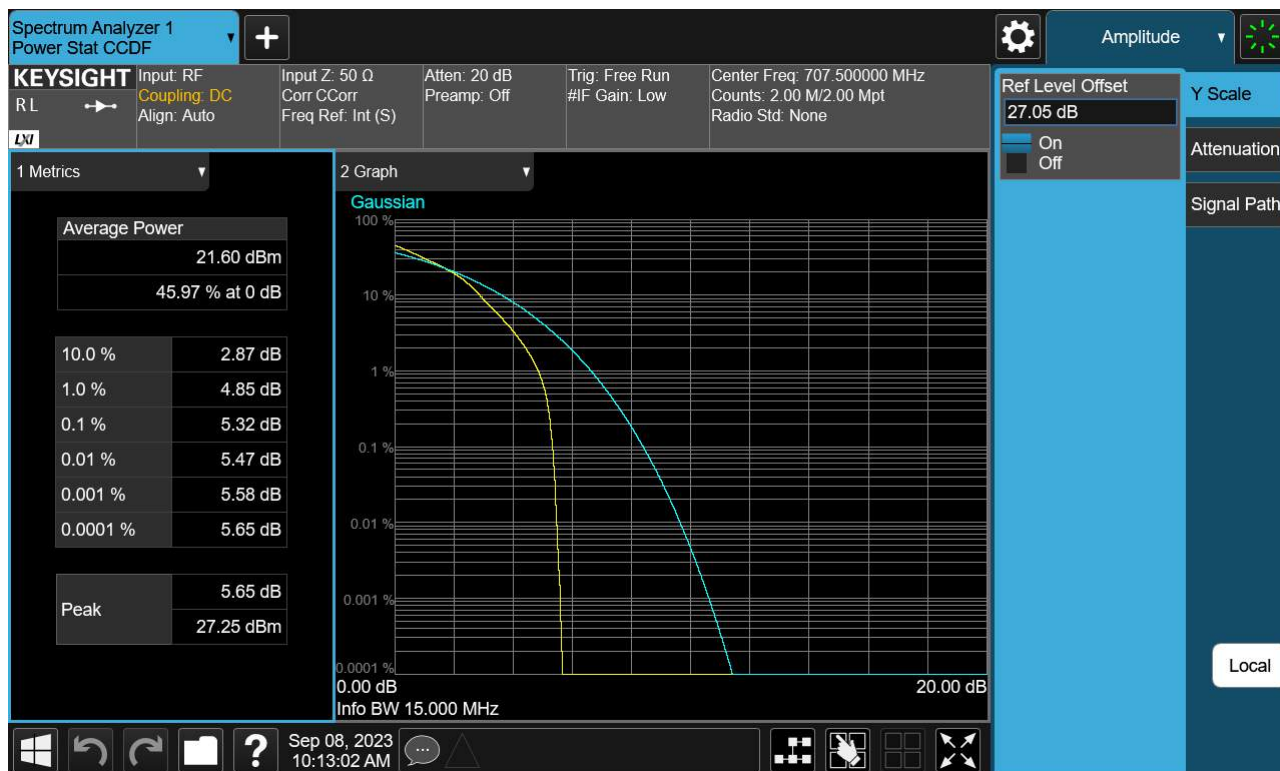 Spectrum Analyzer 1
Power Stat CCDF
+
Amplitude
KEYSIGHT
R L
LXI
Input: RF
Coupling: DC
Align: Auto
Input Z: 50 Ω
Corr CCorr
Freq Ref: Int (S)
Atten: 20 dB
Preamp: Off
Trig: Free Run
#IF Gain: Low
Center Freq: 707.500000 MHz
Counts: 2.00 M/2.00 Mpt
Radio Std: None
Ref Level Offset
27.05 dB
On
Off
Y Scale
Attenuation
Signal Path
Local
1 Metrics
Average Power
21.60 dBm
45.97 % at 0 dB
10.0 % 2.87 dB
1.0 % 4.85 dB
0.1 % 5.32 dB
0.01 % 5.47 dB
0.001 % 5.58 dB
0.0001 % 5.65 dB
Peak
5.65 dB
27.25 dBm
2 Graph
Gaussian
100 %
10 %
1 %
0.1 %
0.01 %
0.001 %
0.0001 %
0.00 dB 20.00 dB
Info BW 15.000 MHz
?
Sep 08, 2023
10:13:02 AM